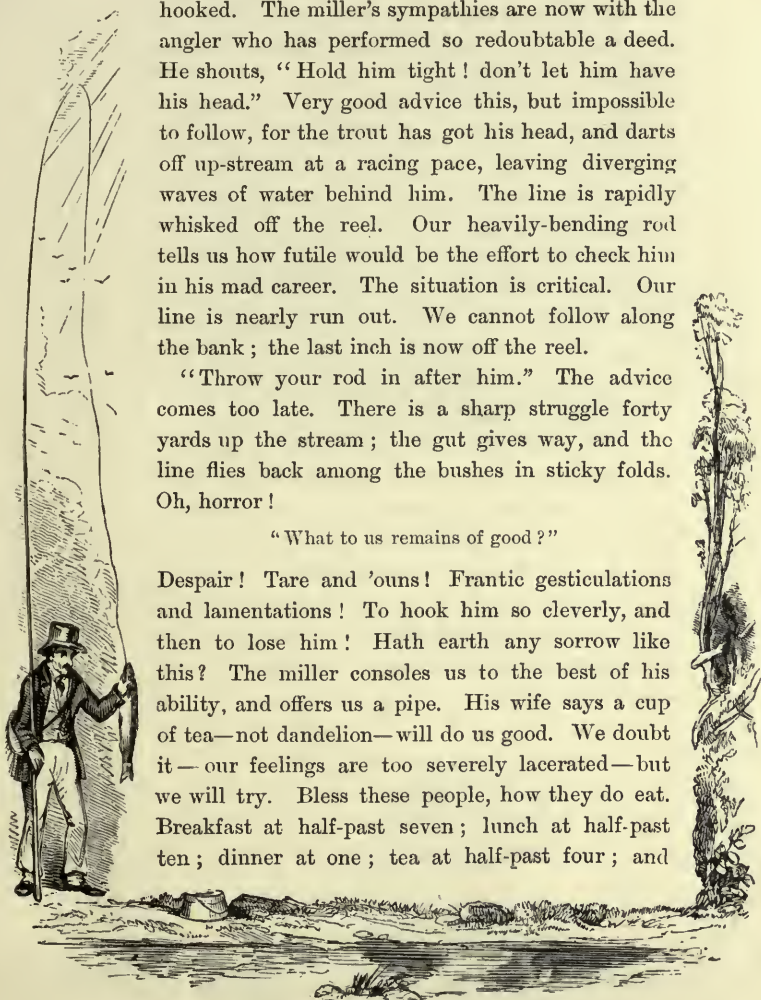 hooked. The miller's sympathies are now with the
angler who has performed so redoubtable a deed.
He shouts, “Hold him tight! don't let him have
his head.” Very good advice this, but impossible
to follow, for the trout has got his head, and darts
off up-stream at a racing pace, leaving diverging
waves of water behind him. The line is rapidly
whisked off the reel. Our heavily-bending rod
tells us how futile would be the effort to check him
in his mad career. The situation is critical. Our
line is nearly run out. We cannot follow along
the bank; the last inch is now off the reel.
“Throw your rod in after him.” The advice
comes too late. There is a sharp struggle forty
yards up the stream; the gut gives way, and the
line flies back among the bushes in sticky folds.
Oh, horror!
“What to us remains of good?”
Despair! Tare and 'ouns! Frantic gesticulations
and lamentations! To hook him so cleverly, and
then to lose him! Hath earth any sorrow like
this? The miller consoles us to the best of his
ability, and offers us a pipe. His wife says a cup
of tea—not dandelion—will do us good. We doubt
it—our feelings are too severely lacerated—but
we will try. Bless these people, how they do eat.
Breakfast at half-past seven; lunch at half-past
ten; dinner at one; tea at half-past four; and